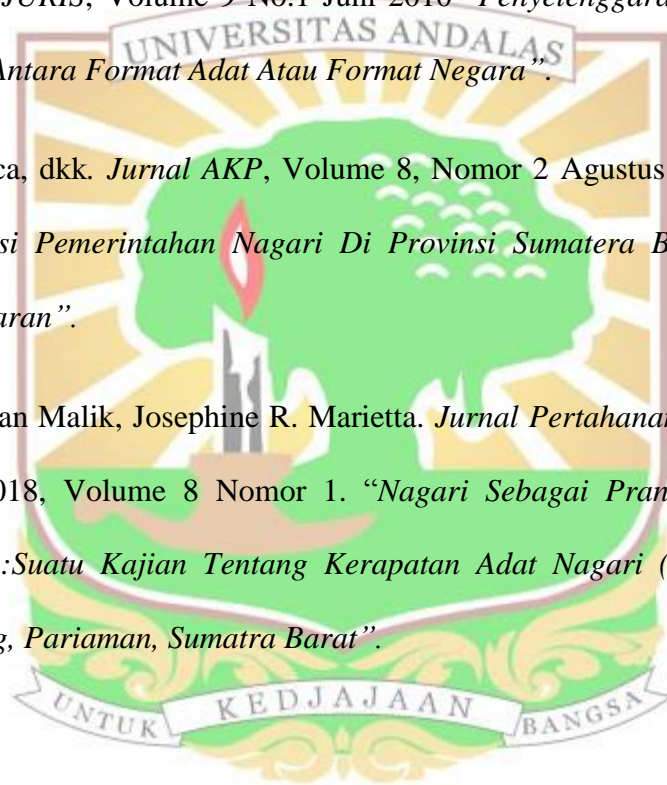 JURIS, Volume 9 No.1 Juni 2010 "Penyelenggara
UNIVERSITAS ANDALAS
Antara Format Adat Atau Format Negara".
ca, dkk. Jurnal AKP, Volume 8, Nomor 2 Agustus
si Pemerintahan Nagari Di Provinsi Sumatera B
aran".
an Malik, Josephine R. Marietta. Jurnal Pertahanan
018, Volume 8 Nomor 1. "Nagari Sebagai Pran
:Suatu Kajian Tentang Kerapatan Adat Nagari (
g, Pariaman, Sumatra Barat".
UNTUK KEDJAJAAN BANGSA